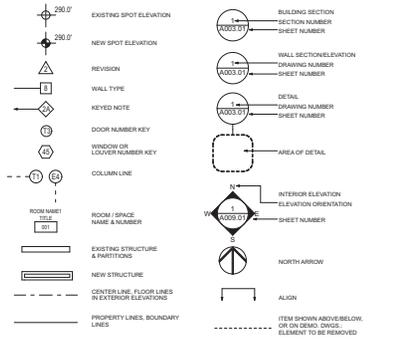 290.0'
EXISTING SPOT ELEVATION
290.0'
NEW SPOT ELEVATION
2
REVISION
8
WALL TYPE
2A
KEYED NOTE
T3
DOOR NUMBER KEY
45
WINDOW OR
LOUVER NUMBER KEY
T1
E4
COLUMN LINE
ROOM NAME1
TITLE
001
ROOM / SPACE
NAME & NUMBER
EXISTING STRUCTURE
& PARTITIONS
NEW STRUCTURE
CENTER LINE, FLOOR LINES
IN EXTERIOR ELEVATIONS
PROPERTY LINES, BOUNDARY
LINES
1
A003.01
BUILDING SECTION
SECTION NUMBER
SHEET NUMBER
1
A003.01
WALL SECTION/ELEVATION
DRAWING NUMBER
SHEET NUMBER
1
A003.01
DETAIL
DRAWING NUMBER
SHEET NUMBER
AREA OF DETAIL
N
W
1
A009.01
E
S
INTERIOR ELEVATION
ELEVATION ORIENTATION
SHEET NUMBER
NORTH ARROW
ALIGN
ITEM SHOWN ABOVE/BELOW,
OR ON DEMO. DWGS.:
ELEMENT TO BE REMOVED